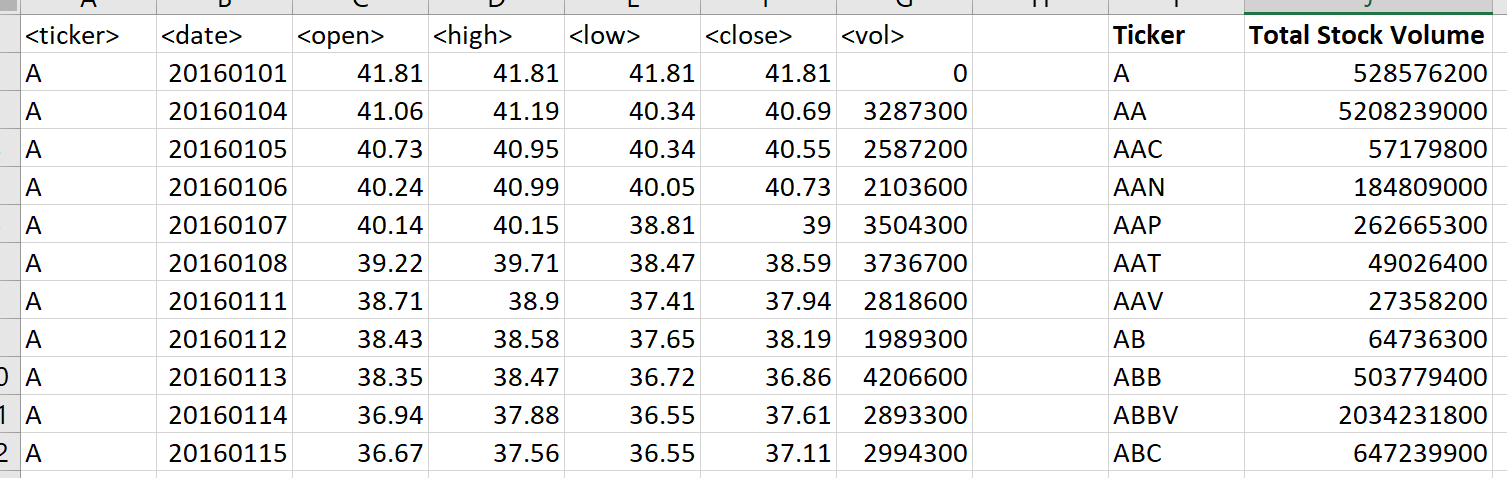 <ticker> <date> <open> <high> <low> <close> <vol> Ticker Total Stock Volume
A 20160101 41.81 41.81 41.81 41.81 0 A 528576200
A 20160104 41.06 41.19 40.34 40.69 3287300 AA 5208239000
A 20160105 40.73 40.95 40.34 40.55 2587200 AAC 57179800
A 20160106 40.24 40.99 40.05 40.73 2103600 AAN 184809000
A 20160107 40.14 40.15 38.81 39 3504300 AAP 262665300
A 20160108 39.22 39.71 38.47 38.59 3736700 AAT 49026400
A 20160111 38.71 38.9 37.41 37.94 2818600 AAV 27358200
A 20160112 38.43 38.58 37.65 38.19 1989300 AB 64736300
A 20160113 38.35 38.47 36.72 36.86 4206600 ABB 503779400
A 20160114 36.94 37.88 36.55 37.61 2893300 ABBV 2034231800
A 20160115 36.67 37.56 36.55 37.11 2994300 ABC 647239900